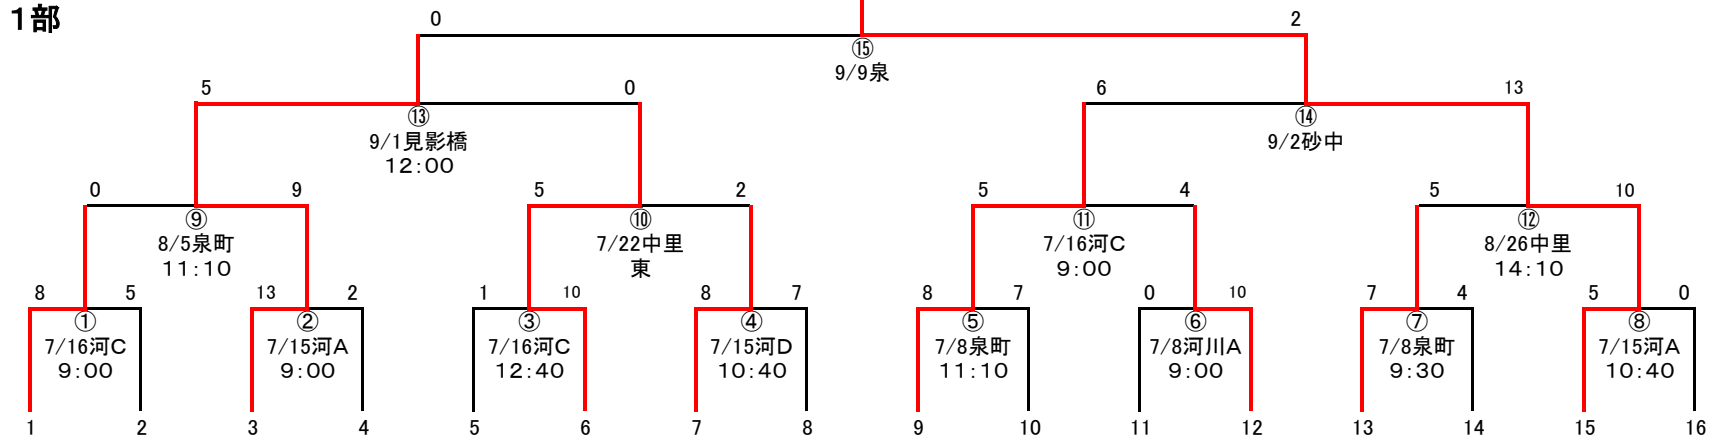 1部
0 2
⑮
9/9泉
5 0 6 13
⑬ ⑭
9/1見影橋 9/2砂中
12:00
0 9 5 2 5 4 5 10
⑨ ⑩ ⑪ ⑫
8/5泉町 7/22中里 7/16河C 8/26中里
11:10 東 9:00 14:10
8 5 13 2 1 10 8 7 8 7 0 10 7 4 5 0
① ② ③ ④ ⑤ ⑥ ⑦ ⑧
7/16河C 7/15河A 7/16河C 7/15河D 7/8泉町 7/8河川A 7/8泉町 7/15河A
9:00 9:00 12:40 10:40 11:10 9:00 9:30 10:40
1 2 3 4 5 6 7 8 9 10 11 12 13 14 15 16